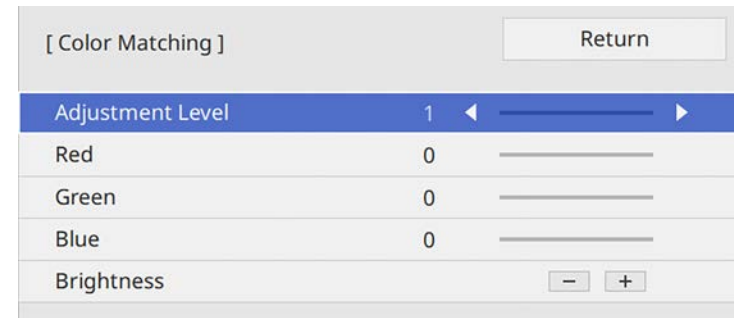 [ Color Matching ] Return
Adjustment Level 1
Red 0
Green 0
Blue 0
Brightness − +